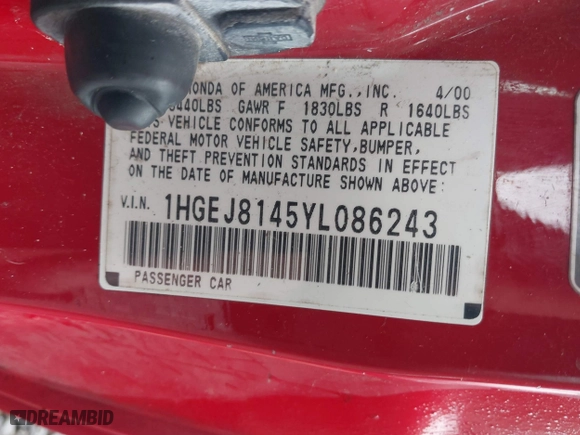 HONDA OF AMERICA MFG.,INC. 4/00
3440LBS GAWR F 1830LBS R 1640LBS
VEHICLE CONFORMS TO ALL APPLICABLE
FEDERAL MOTOR VEHICLE SAFETY,BUMPER,
AND THEFT PREVENTION STANDARDS IN EFFECT
ON THE DATE OF MANUFACTURE SHOWN ABOVE:
V.I.N. 1HGEJ8145YL086243
PASSENGER CAR
DREAMBID